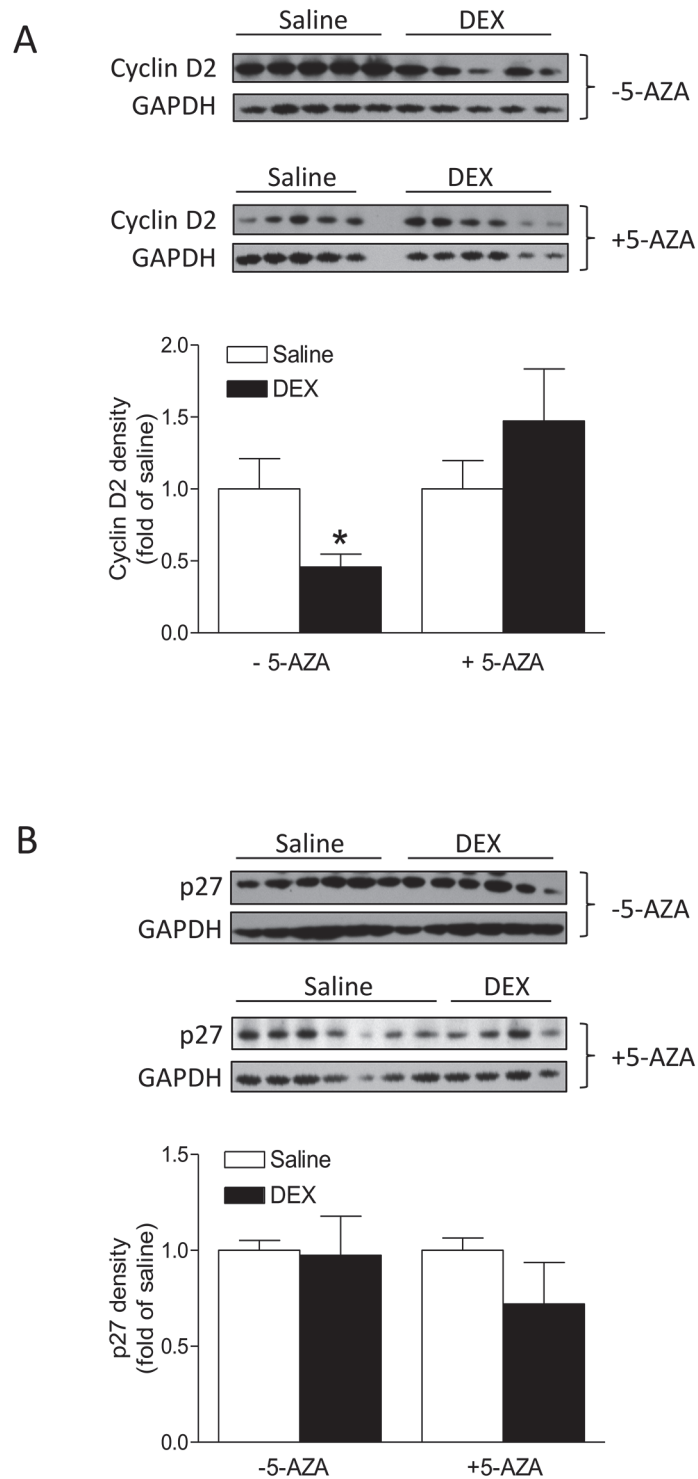 A
Saline DEX
Cyclin D2
GAPDH
-5-AZA
Saline DEX
Cyclin D2
GAPDH
+5-AZA
2.0
1.5
1.0
0.5
0.0
Cyclin D2 density
(fold of saline)
Saline
DEX
*
- 5-AZA + 5-AZA
B
Saline DEX
p27
GAPDH
-5-AZA
Saline DEX
p27
GAPDH
+5-AZA
1.5
1.0
0.5
0.0
p27 density
(fold of saline)
Saline
DEX
-5-AZA +5-AZA